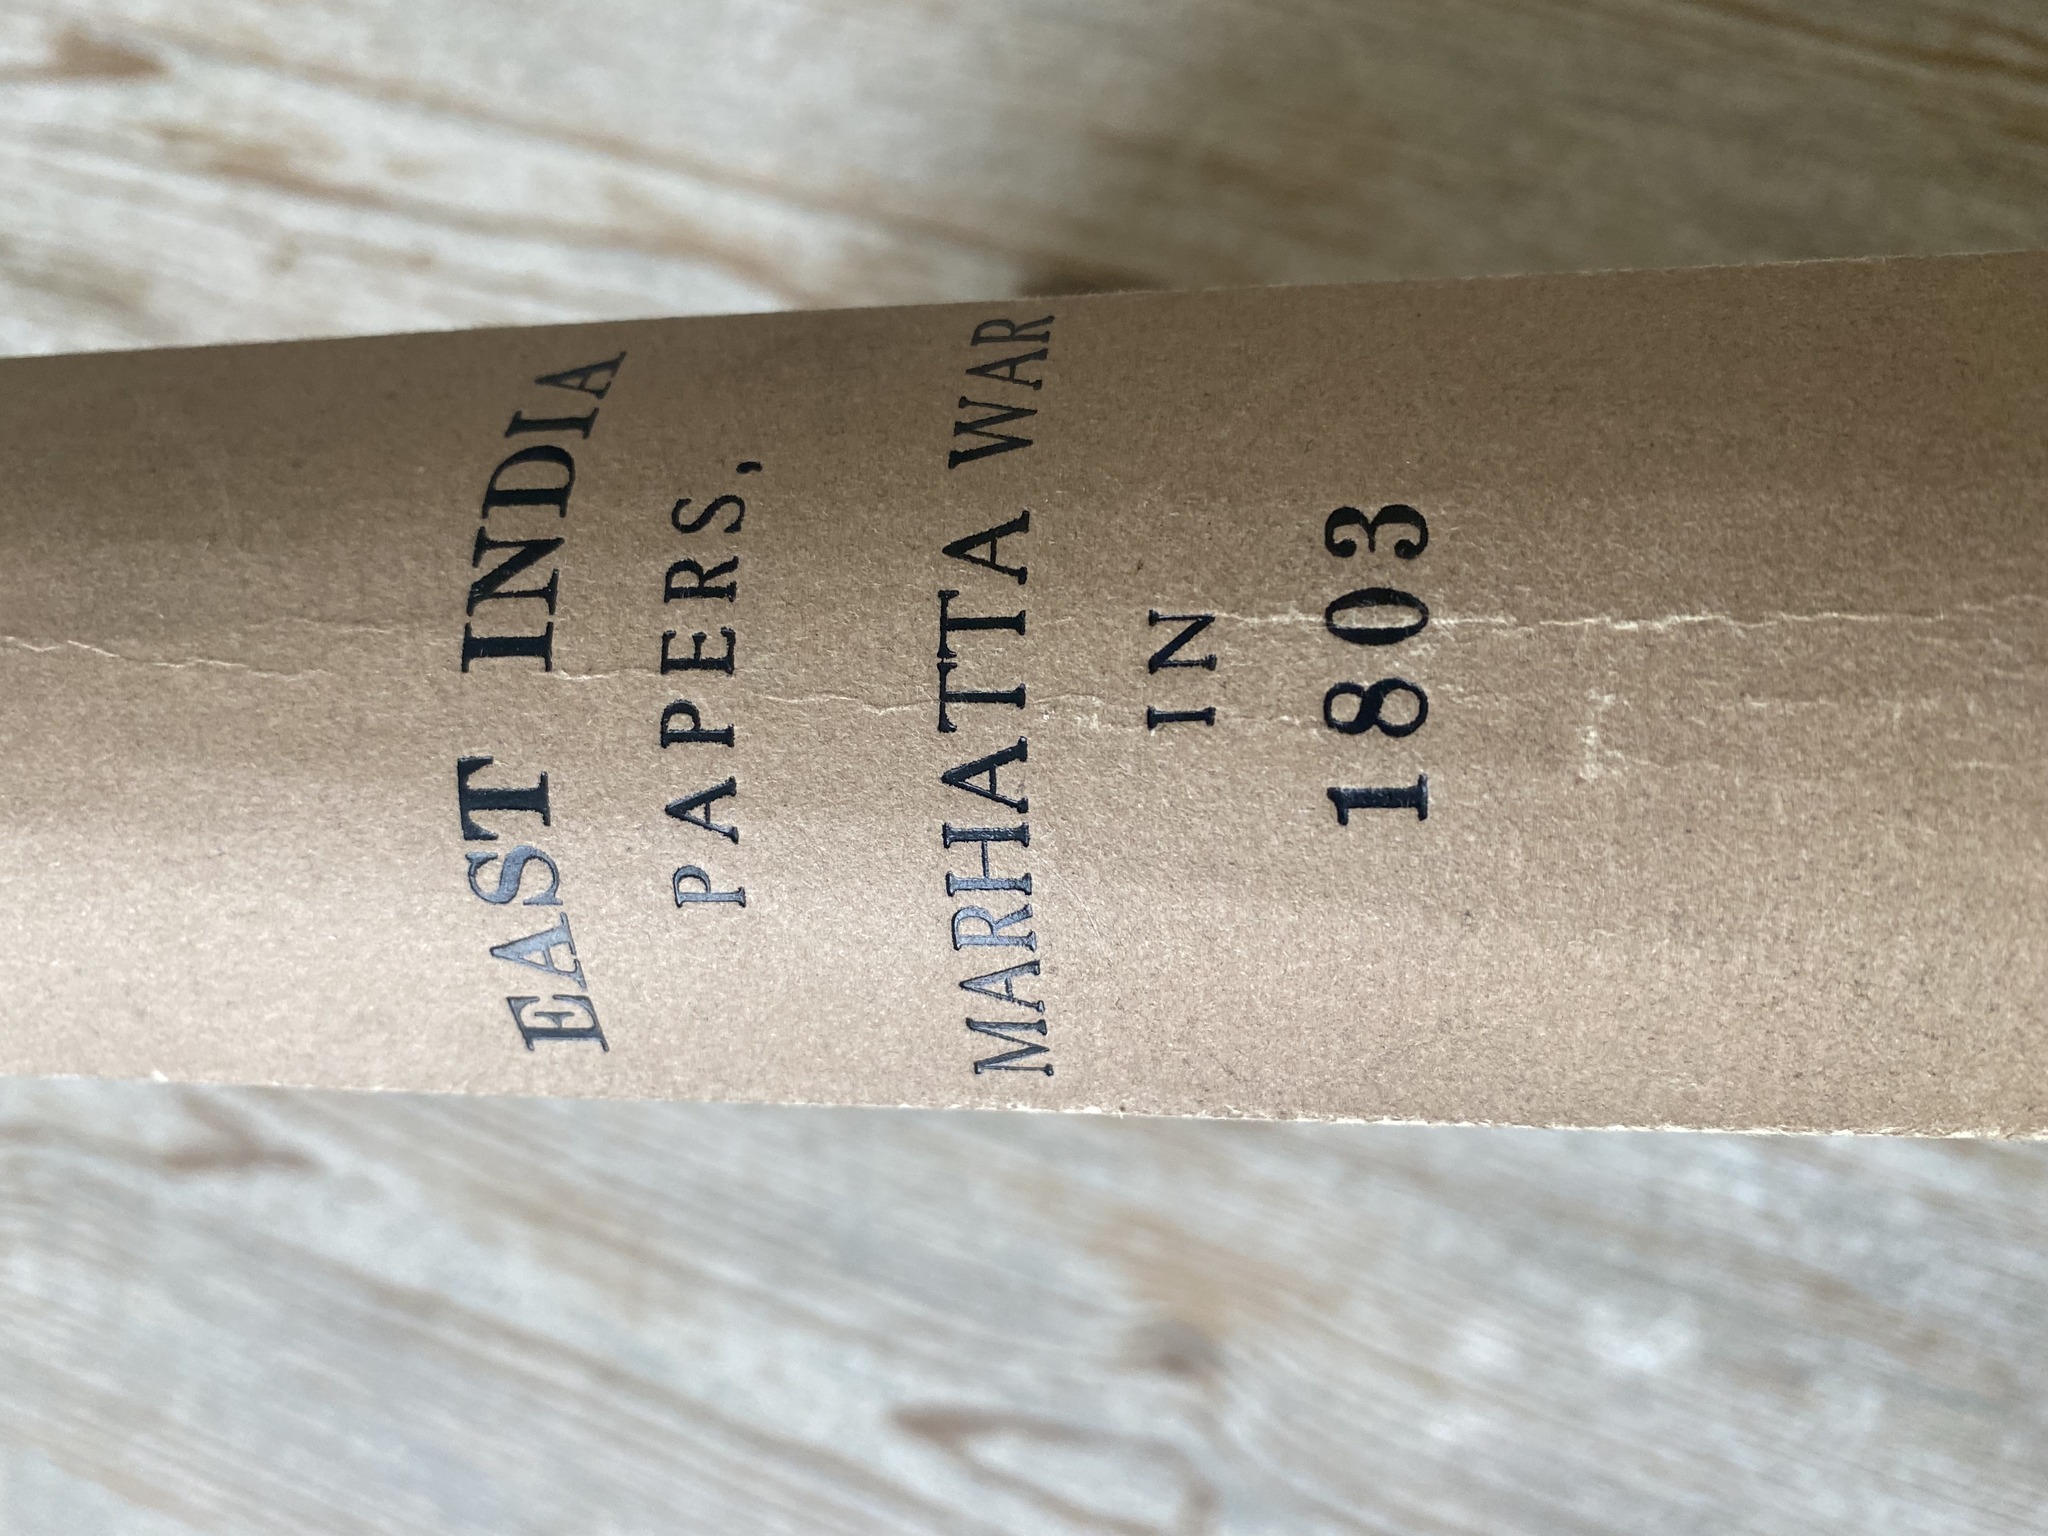 EAST INDIA
PAPERS,
MARHATTA WAR
IN
1803